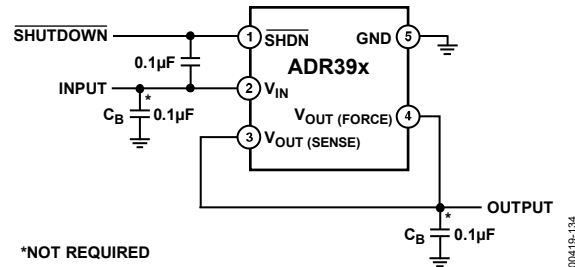 SHUTDOWN
0.1µF
INPUT
*
C_B 0.1µF
1 SHDN
2 V_IN
3 V_OUT (SENSE)
ADR39x
GND 5
V_OUT (FORCE) 4
OUTPUT
*
C_B 0.1µF
*NOT REQUIRED
00419-134